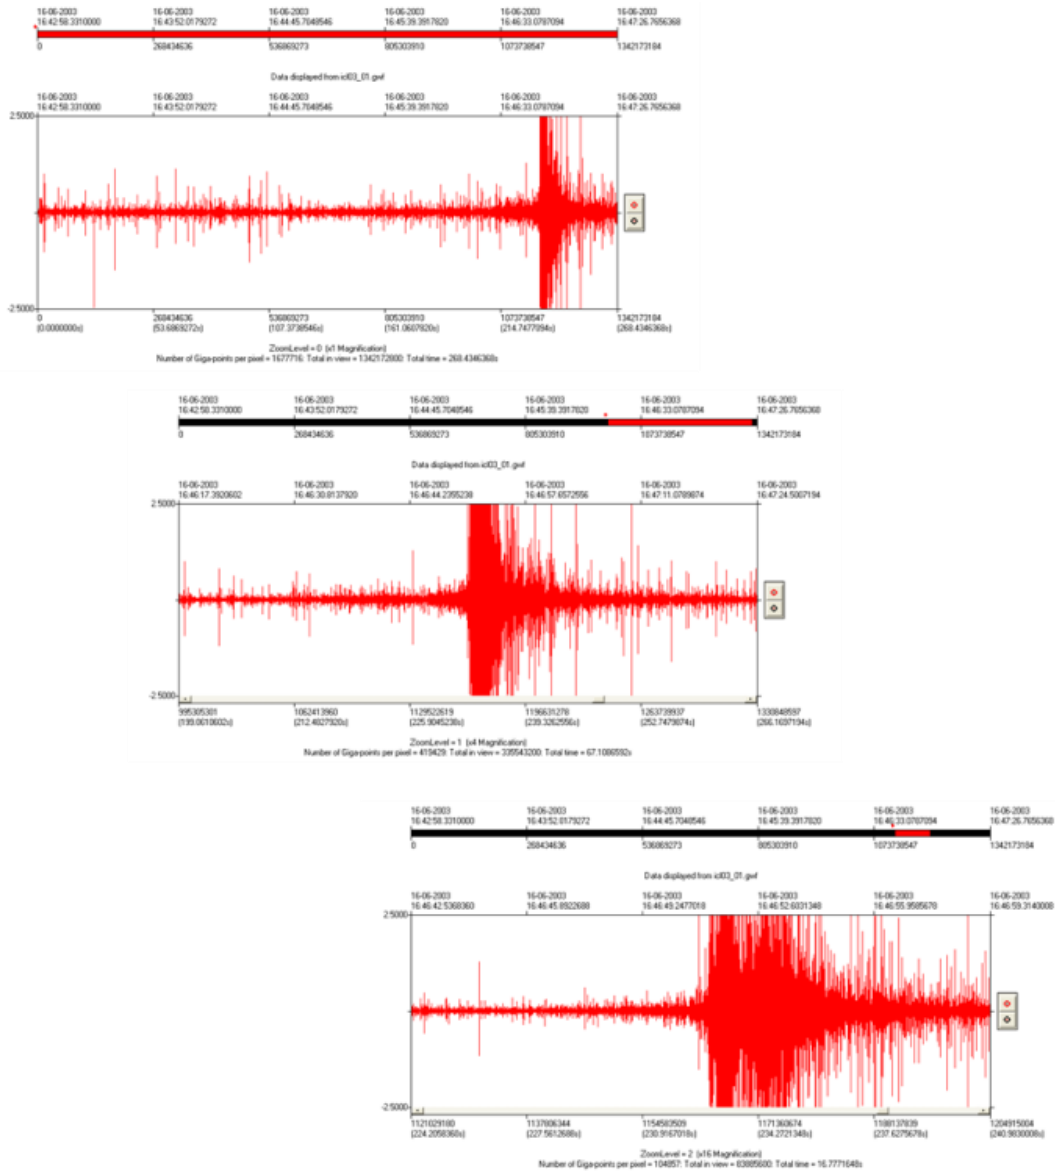 16-06-2003 16-06-2003 16-06-2003 16-06-2003 16-06-2003 16-06-2003
16:42:58.3310000 16:43:52.0179272 16:44:45.7048546 16:45:39.3917820 16:46:33.0787094 16:47:26.7656368
0 268434636 536869273 805303910 1073738547 1342173184
Data displayed from icl03_01.gwf
16-06-2003 16-06-2003 16-06-2003 16-06-2003 16-06-2003 16-06-2003
16:42:58.3310000 16:43:52.0179272 16:44:45.7048546 16:45:39.3917820 16:46:33.0787094 16:47:26.7656368
2.5000
-2.5000
0 268434636 536869273 805303910 1073738547 1342173184
(0.0000000s) (53.6869272s) (107.3738546s) (161.0607820s) (214.7477094s) (268.4346368s)
ZoomLevel = 0 (x1 Magnification)
Number of Giga-points per pixel = 1677716: Total in view = 1342172800: Total time = 268.4346368s
16-06-2003 16-06-2003 16-06-2003 16-06-2003 16-06-2003 16-06-2003
16:42:58.3310000 16:43:52.0179272 16:44:45.7048546 16:45:39.3917820 16:46:33.0787094 16:47:26.7656368
0 268434636 536869273 805303910 1073738547 1342173184
Data displayed from icl03_01.gwf
16-06-2003 16-06-2003 16-06-2003 16-06-2003 16-06-2003 16-06-2003
16:46:17.3920602 16:46:30.8137920 16:46:44.2355238 16:46:57.6572556 16:47:11.0789874 16:47:24.5007194
2.5000
-2.5000
995305301 1062413960 1129522619 1196631278 1263739937 1330848597
(199.0610602s) (212.4827920s) (225.9045238s) (239.3262556s) (252.7479874s) (266.1697194s)
ZoomLevel = 1 (x4 Magnification)
Number of Giga-points per pixel = 419429: Total in view = 335543200: Total time = 67.1086592s
16-06-2003 16-06-2003 16-06-2003 16-06-2003 16-06-2003 16-06-2003
16:42:58.3310000 16:43:52.0179272 16:44:45.7048546 16:45:39.3917820 16:46:33.0787094 16:47:26.7656368
0 268434636 536869273 805303910 1073738547 1342173184
Data displayed from icl03_01.gwf
16-06-2003 16-06-2003 16-06-2003 16-06-2003 16-06-2003 16-06-2003
16:46:42.5368360 16:46:45.8922688 16:46:49.2477018 16:46:52.6031348 16:46:55.9585678 16:46:59.3140008
2.5000
-2.5000
1121029180 1137806344 1154583509 1171360674 1188137839 1204915004
(224.2058360s) (227.5612688s) (230.9167018s) (234.2721348s) (237.6275678s) (240.9830008s)
ZoomLevel = 2 (x16 Magnification)
Number of Giga-points per pixel = 104857: Total in view = 83885600: Total time = 16.7771648s